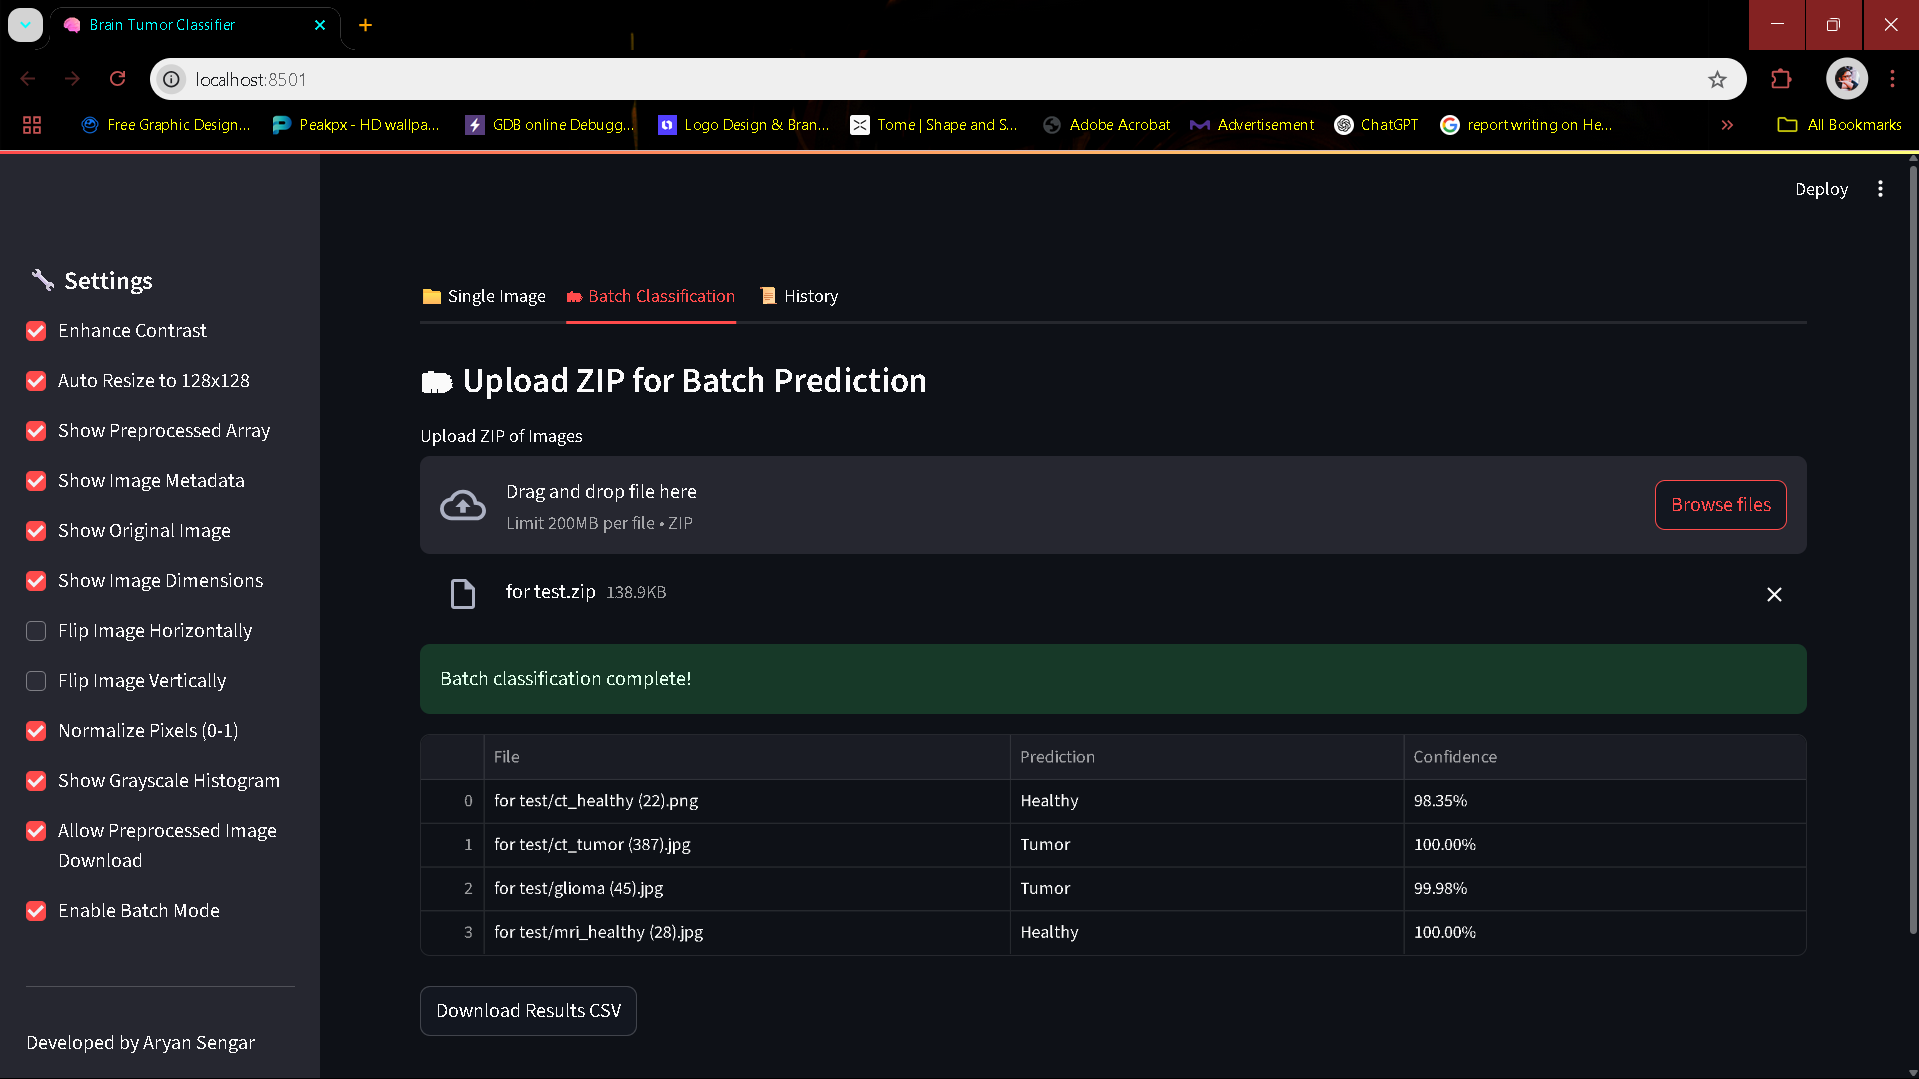 Brain Tumor Classifier
localhost:8501
Free Graphic Design...
Peakpx - HD wallpa...
GDB online Debugg...
Logo Design & Bran...
Tome | Shape and S...
Adobe Acrobat
Advertisement
ChatGPT
report writing on He...
All Bookmarks
Deploy
Settings
Enhance Contrast
Auto Resize to 128x128
Show Preprocessed Array
Show Image Metadata
Show Original Image
Show Image Dimensions
Flip Image Horizontally
Flip Image Vertically
Normalize Pixels (0-1)
Show Grayscale Histogram
Allow Preprocessed Image
Download
Enable Batch Mode
Developed by Aryan Sengar
Single Image Batch Classification History
Upload ZIP for Batch Prediction
Upload ZIP of Images
Drag and drop file here
Limit 200MB per file • ZIP
Browse files
for test.zip 138.9KB
Batch classification complete!
File Prediction Confidence
0 for test/ct_healthy (22).png Healthy 98.35%
1 for test/ct_tumor (387).jpg Tumor 100.00%
2 for test/glioma (45).jpg Tumor 99.98%
3 for test/mri_healthy (28).jpg Healthy 100.00%
Download Results CSV